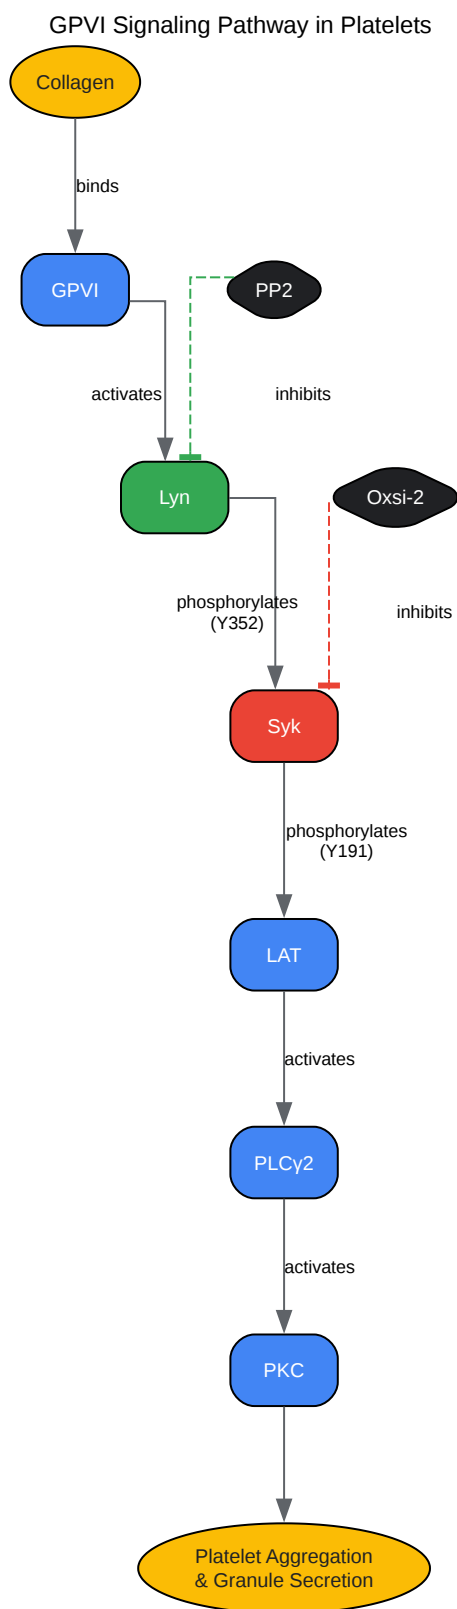 GPVI Signaling Pathway in Platelets
Collagen
binds
GPVI
PP2
activates
inhibits
Lyn
Oxsi-2
phosphorylates
(Y352)
inhibits
Syk
phosphorylates
(Y191)
LAT
activates
PLCγ2
activates
PKC
Platelet Aggregation
& Granule Secretion